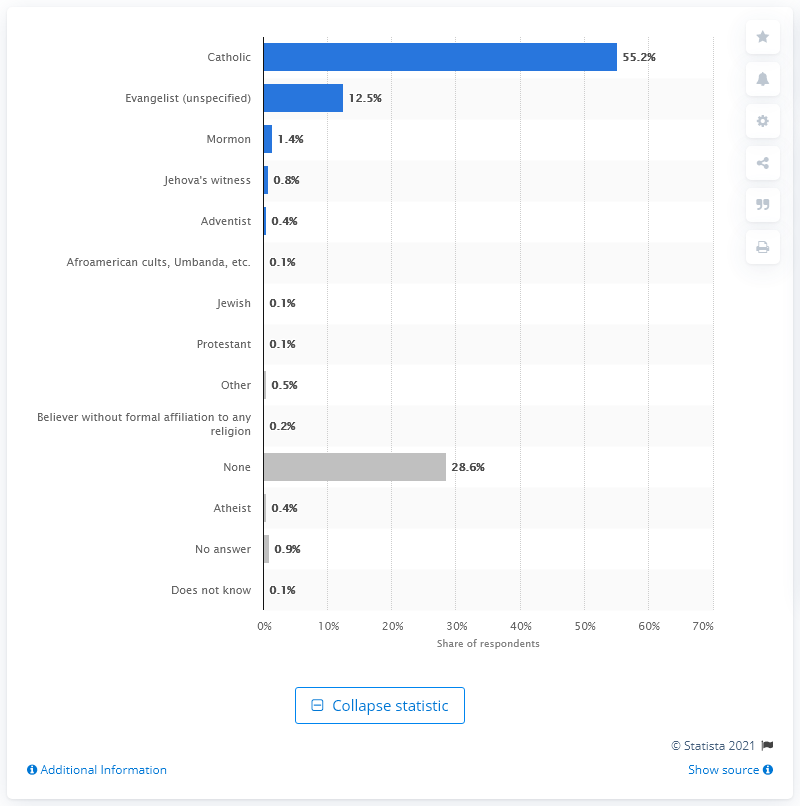 Catholic 55.2%
Evangelist (unspecified) 12.5%
Mormon 1.4%
Jehova's witness 0.8%
Adventist 0.4%
Afroamerican cults, Umbanda, etc. 0.1%
Jewish 0.1%
Protestant 0.1%
Other 0.5%
Believer without formal affiliation to any
religion 0.2%
None 28.6%
Atheist 0.4%
No answer 0.9%
Does not know 0.1%
0% 10% 20% 30% 40% 50% 60% 70%
Share of respondents
Collapse statistic
© Statista 2021
Additional Information Show source